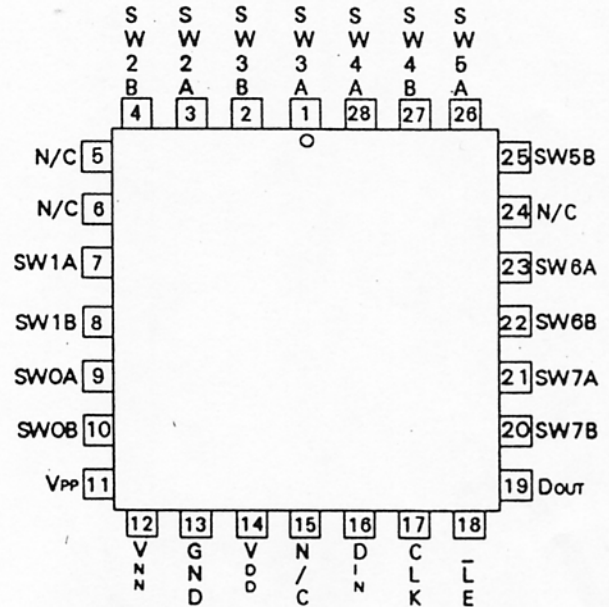 SW2B SW2A SW3B SW3A SW4A SW4B SW5A
4 3 2 1 28 27 26
N/C 5
25 SW5B
N/C 6
24 N/C
SW1A 7
23 SW6A
SW1B 8
22 SW6B
SW0A 9
21 SW7A
SW0B 10
20 SW7B
VPP 11
19 DOUT
12 13 14 15 16 17 18
VNN GND VDD N/C DIN CLK L̅E̅